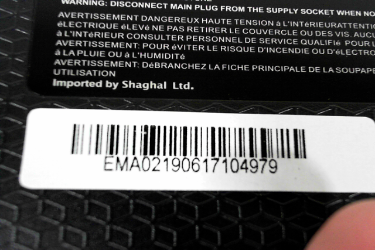 WARNING: DISCONNECT MAIN PLUG FROM THE SUPPLY SOCKET WHEN NO
AVERTISSEMENT DANGEREUX HAUTE TENSION à L'INTéRIEURATTENTI
éLECTRIQUE éLEVé NE PAS RETIRER LE COUVERCLE OU DES VIS. AUCU
à L'INTéRIEUR CONSULTER PERSONNEL DE SERVICE QUALIFIé POUR L
AVERTISSEMENT: POUR éVITER LE RISQUE D'INCENDIE OU D'éLECTRO
à LA PLUIE OU à L'HUMIDITé
AVERTISSEMENT: DéBRANCHEZ LA FICHE PRINCIPALE DE LA SOUPAPE
UTILISATION
Imported by Shaghal Ltd.
EMA02190617104979